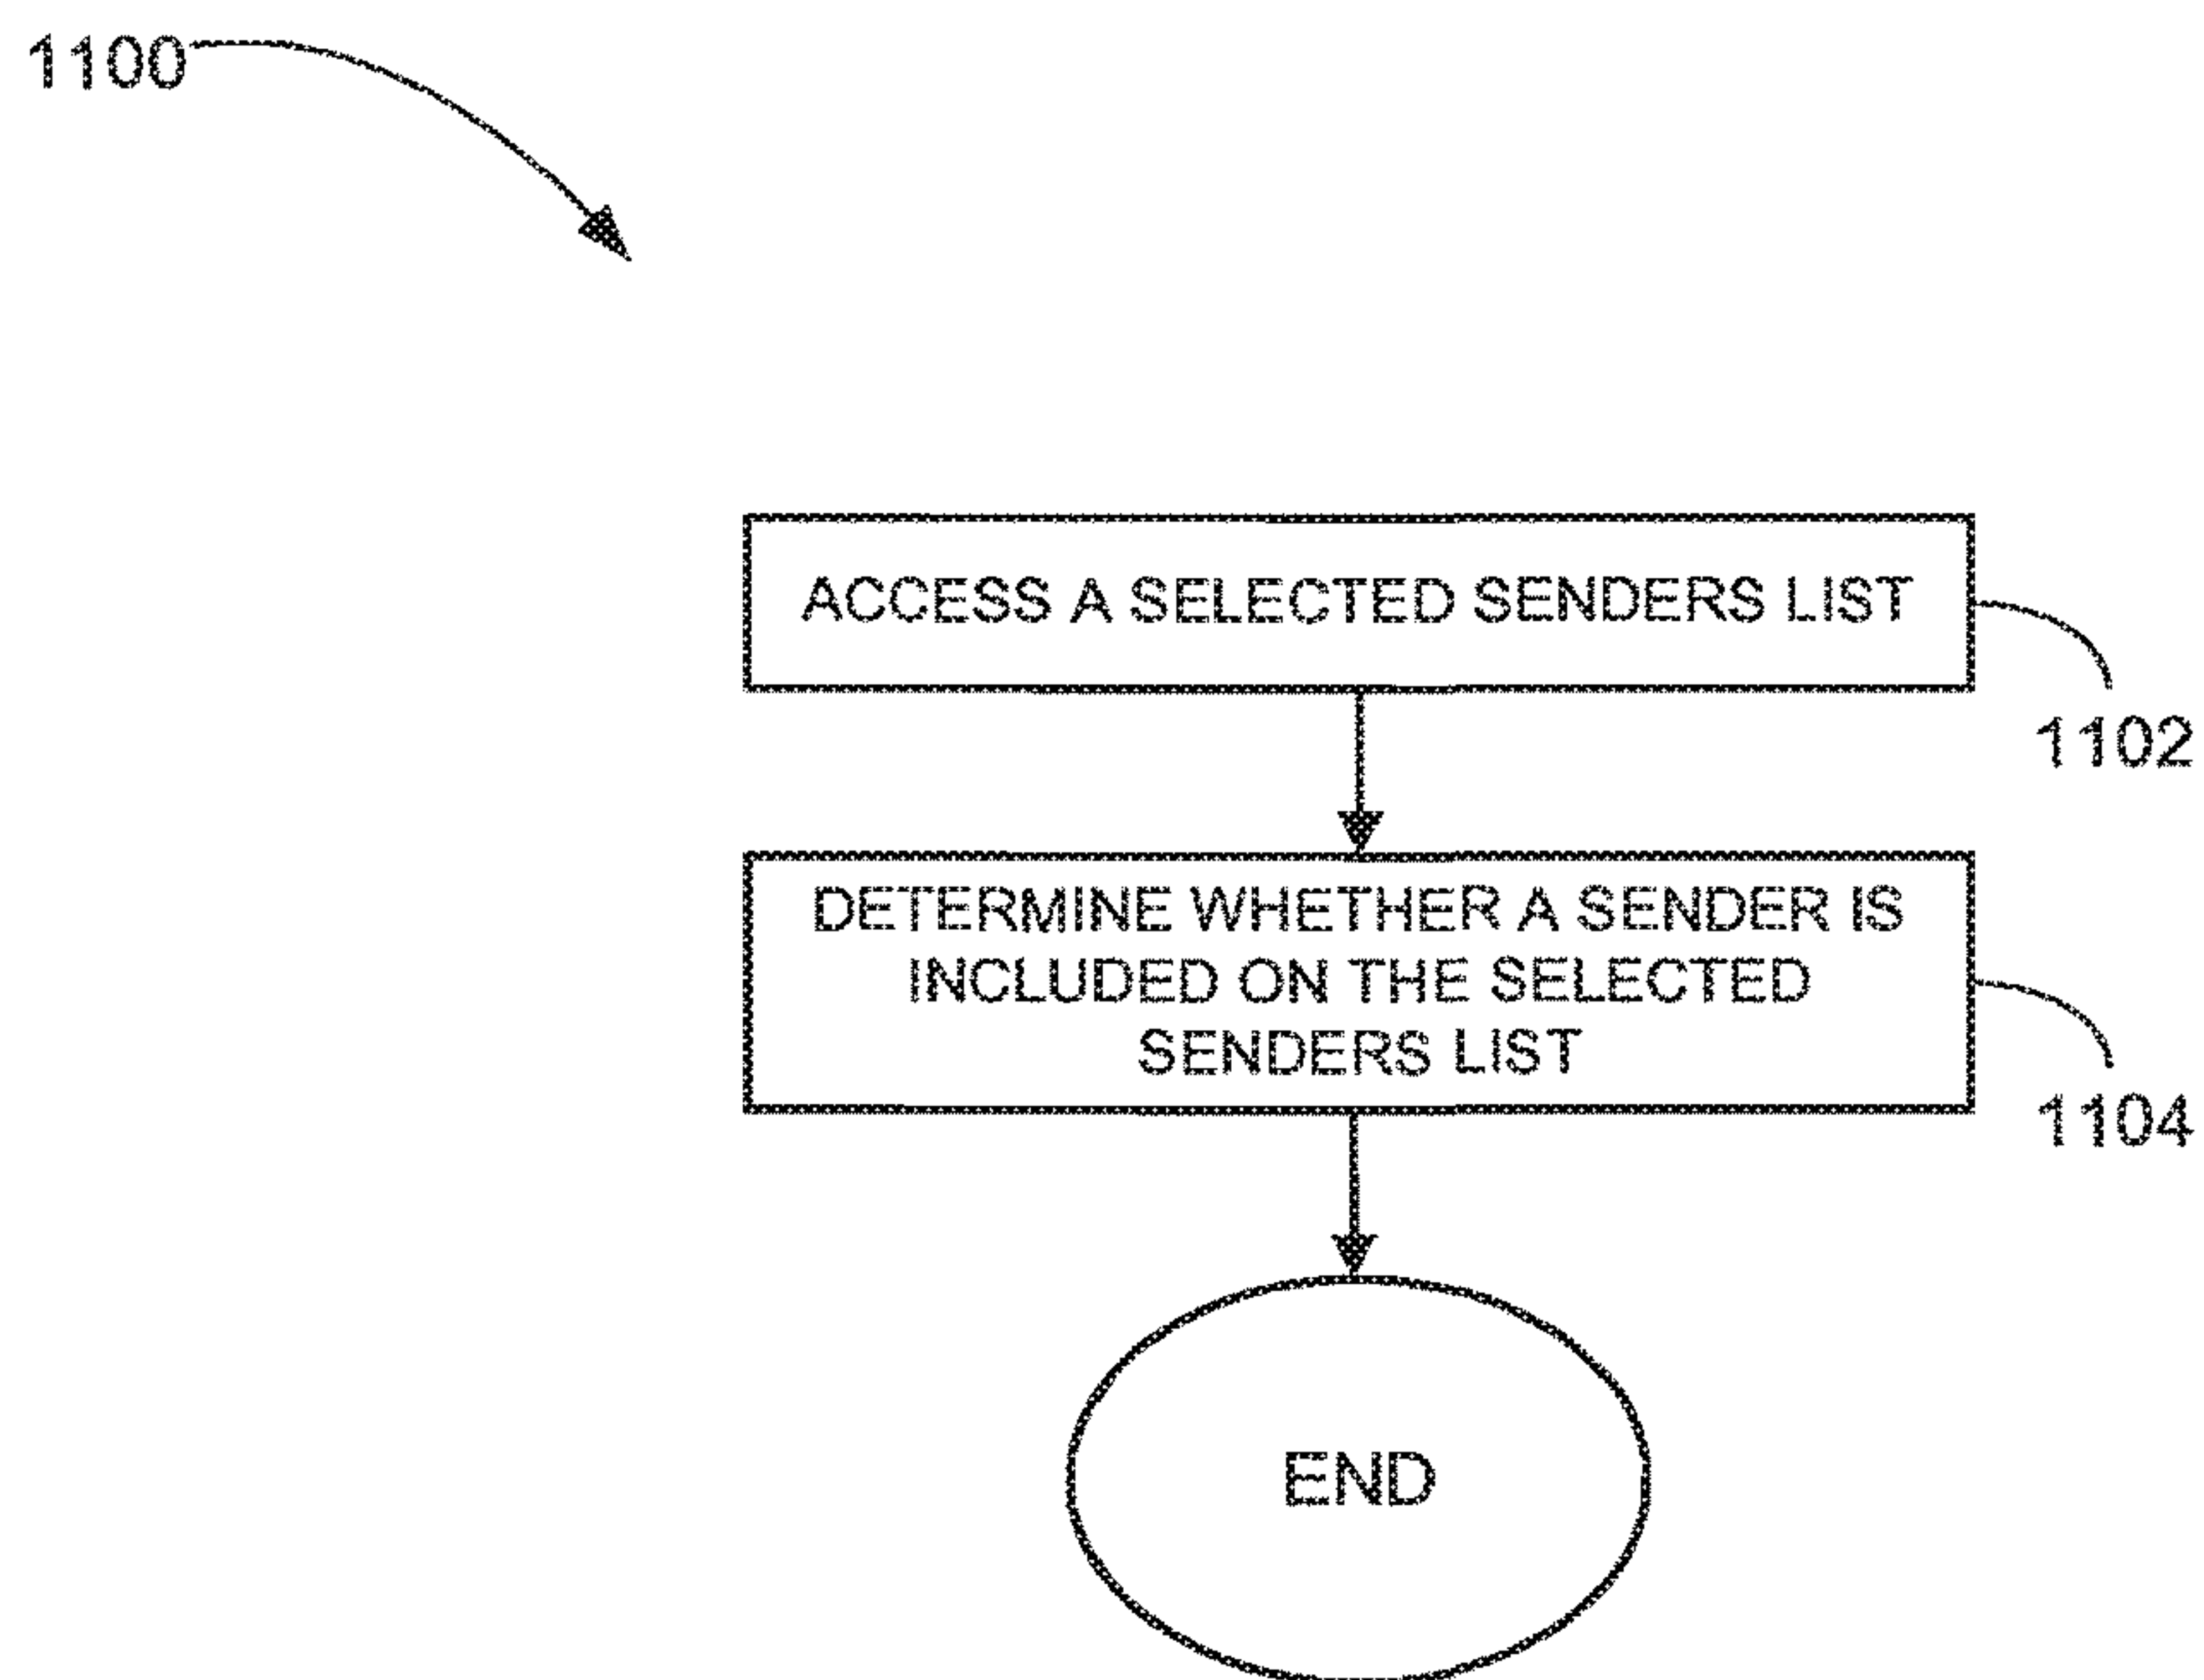 1100
ACCESS A SELECTED SENDERS LIST
1102
DETERMINE WHETHER A SENDER IS
INCLUDED ON THE SELECTED
SENDERS LIST
1104
END